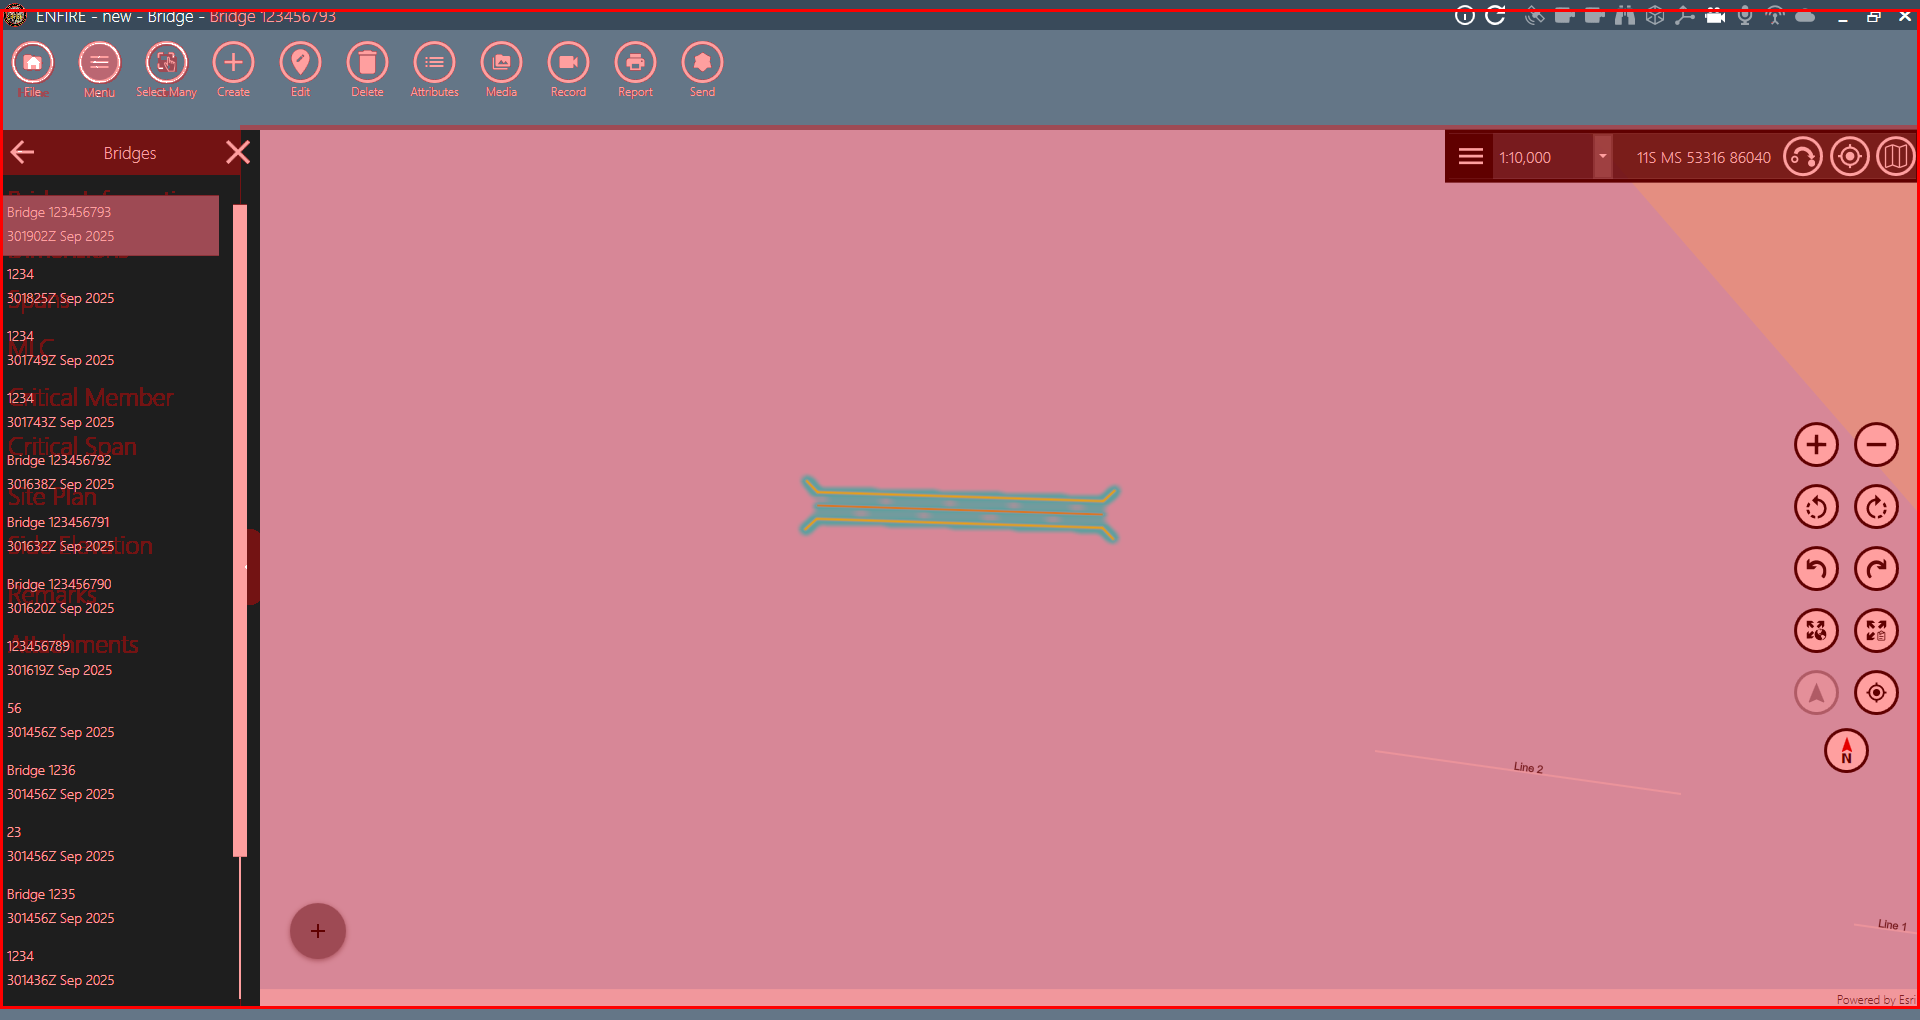 ENFIRE - new - Bridge - Bridge 123456793
File
Menu
Select Many
Create
Edit
Delete
Attributes
Media
Record
Report
Send
Bridges
1:10,000
11S MS 53316 86040
Bridge 123456793
301902Z Sep 2025
1234
301825Z Sep 2025
Spans
1234
MLC
301749Z Sep 2025
1234
Critical Member
301743Z Sep 2025
Critical Span
Bridge 123456792
301638Z Sep 2025
Site Plan
Bridge 123456791
301632Z Sep 2025
Side Elevation
Bridge 123456790
Remarks
301620Z Sep 2025
123456789
Attachments
301619Z Sep 2025
56
301456Z Sep 2025
Bridge 1236
301456Z Sep 2025
23
301456Z Sep 2025
Bridge 1235
301456Z Sep 2025
1234
301436Z Sep 2025
N
Line 2
Line 1
Powered by Esri